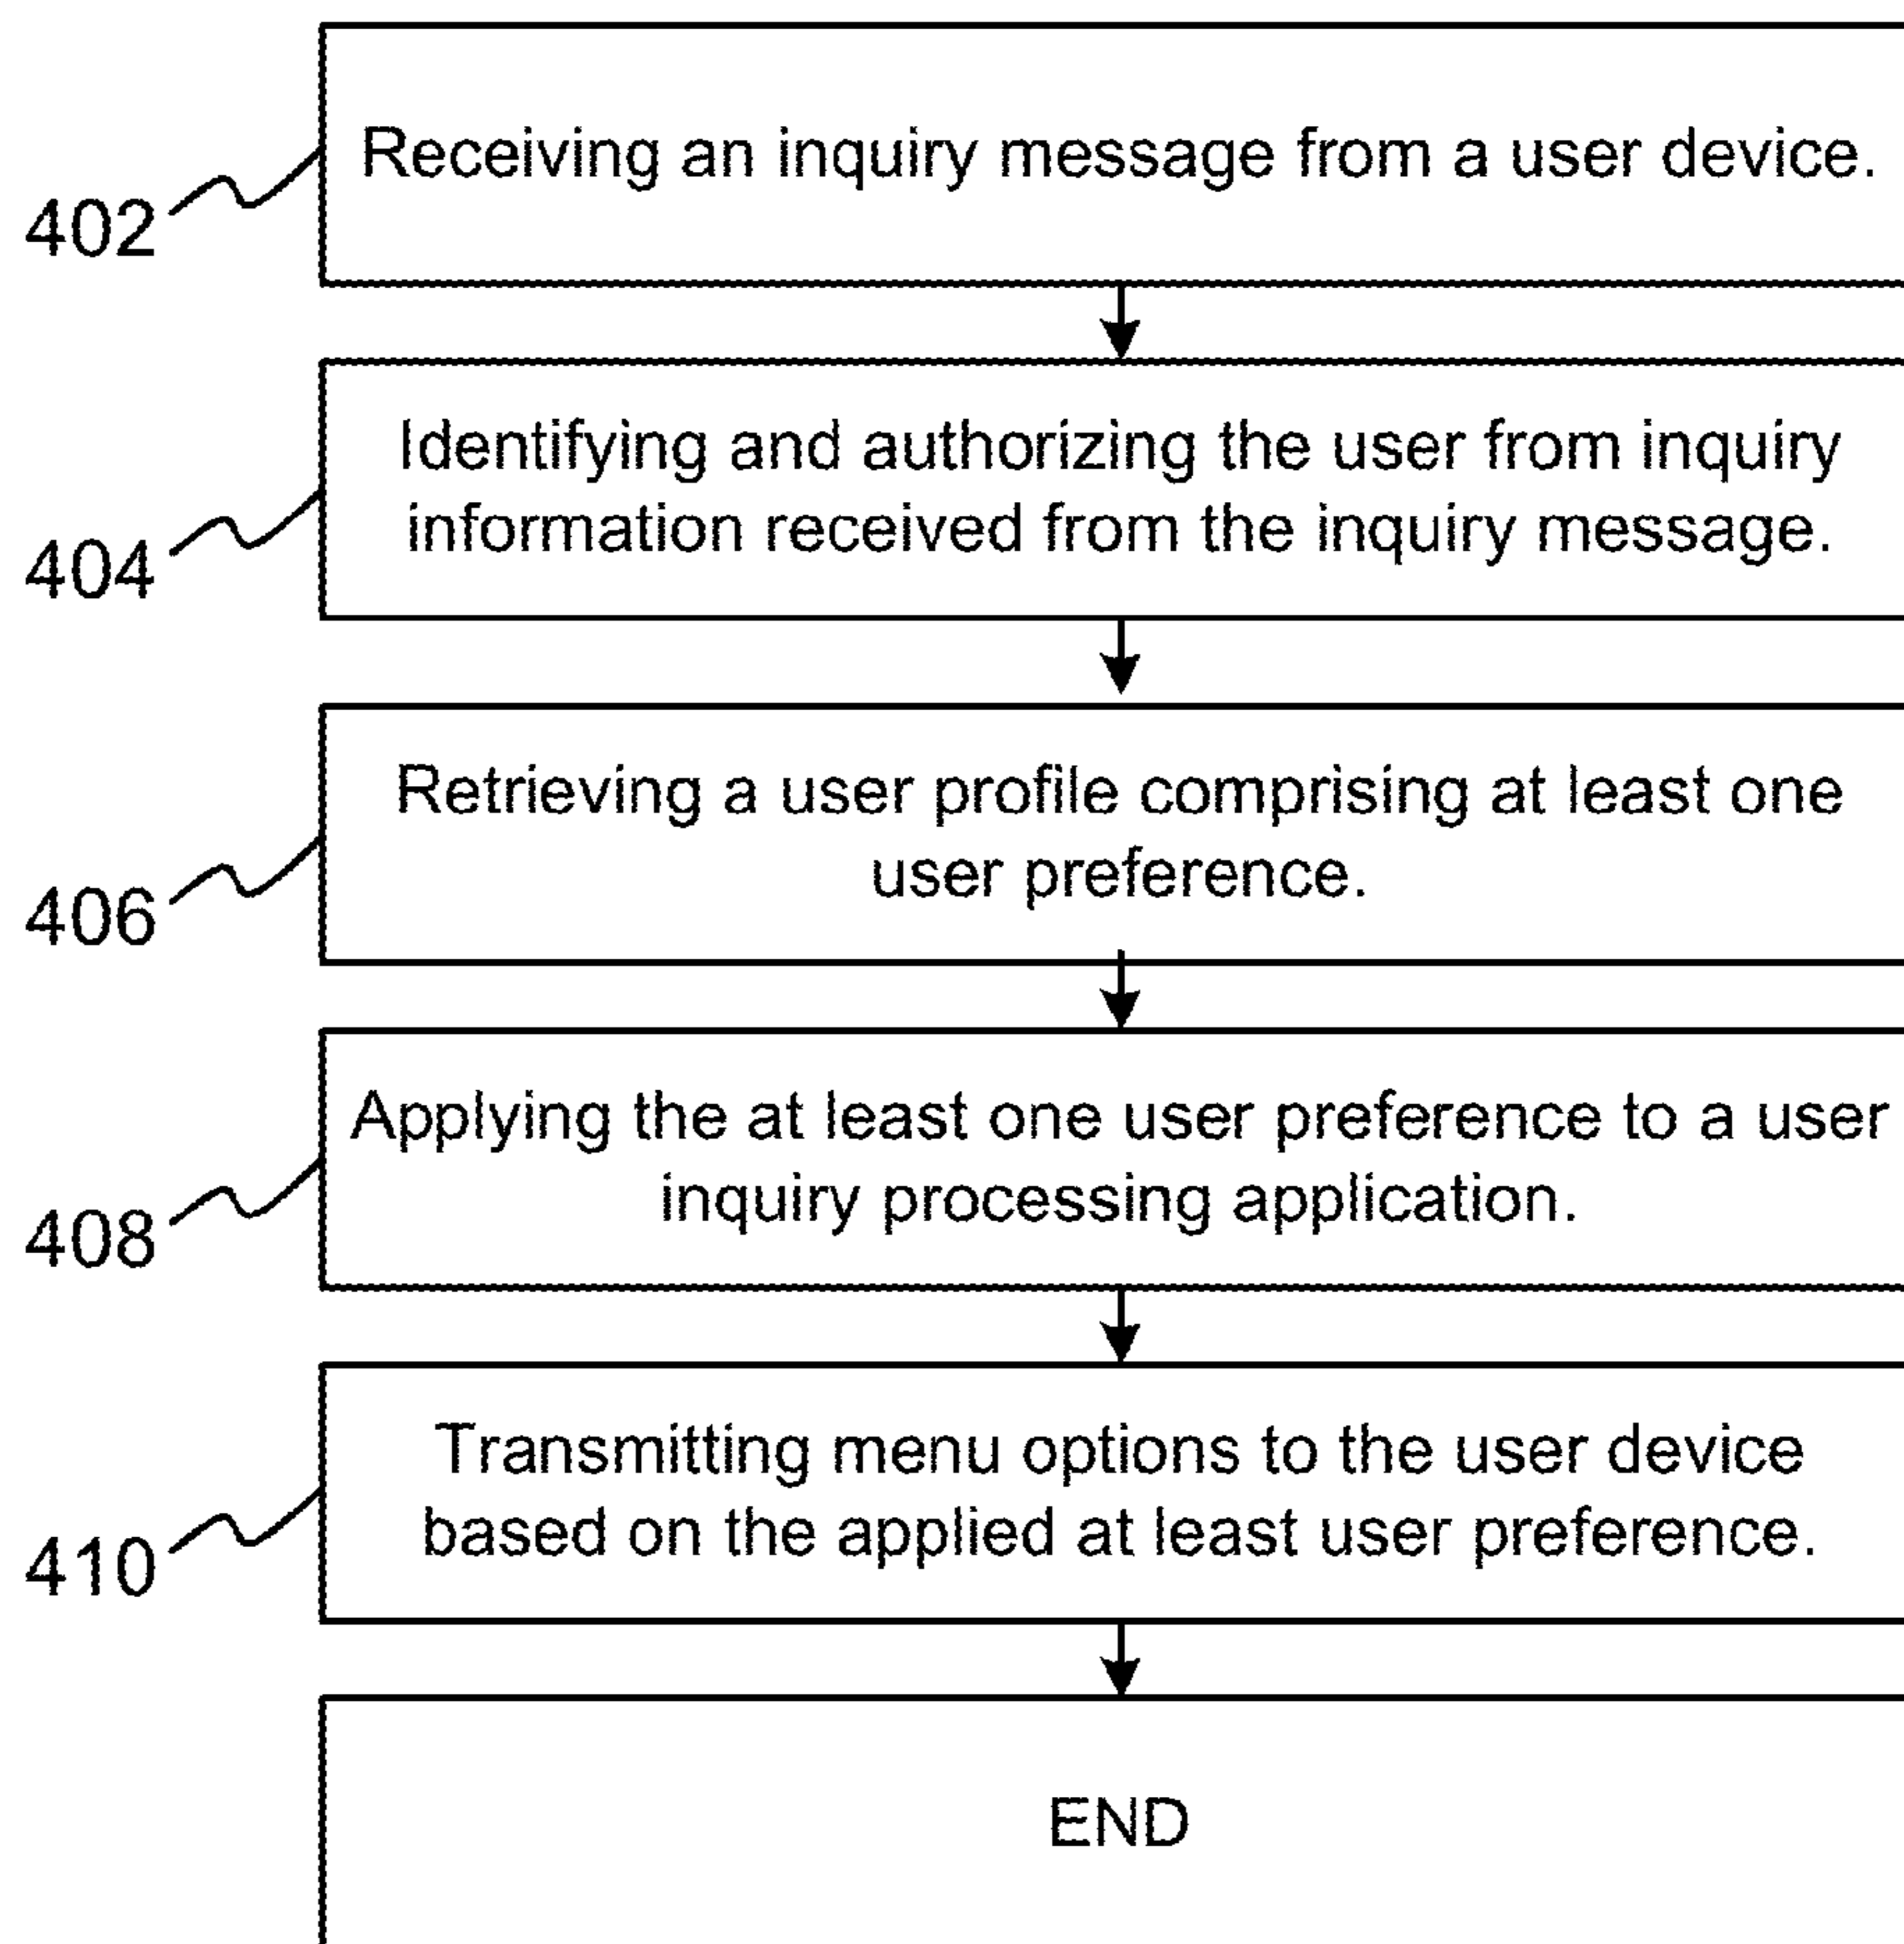 Receiving an inquiry message from a user device.
402
Identifying and authorizing the user from inquiry
information received from the inquiry message.
404
Retrieving a user profile comprising at least one
user preference.
406
Applying the at least one user preference to a user
inquiry processing application.
408
Transmitting menu options to the user device
based on the applied at least user preference.
410
END